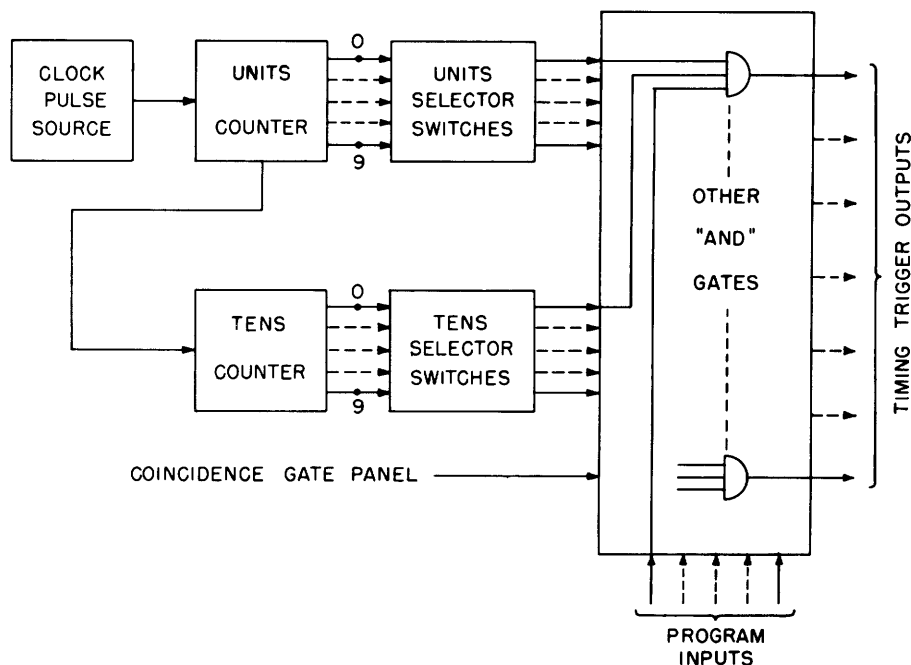 CLOCK
PULSE
SOURCE
UNITS
COUNTER
0
9
UNITS
SELECTOR
SWITCHES
OTHER
"AND"
GATES
TIMING TRIGGER OUTPUTS
TENS
COUNTER
0
9
TENS
SELECTOR
SWITCHES
COINCIDENCE GATE PANEL
PROGRAM
INPUTS